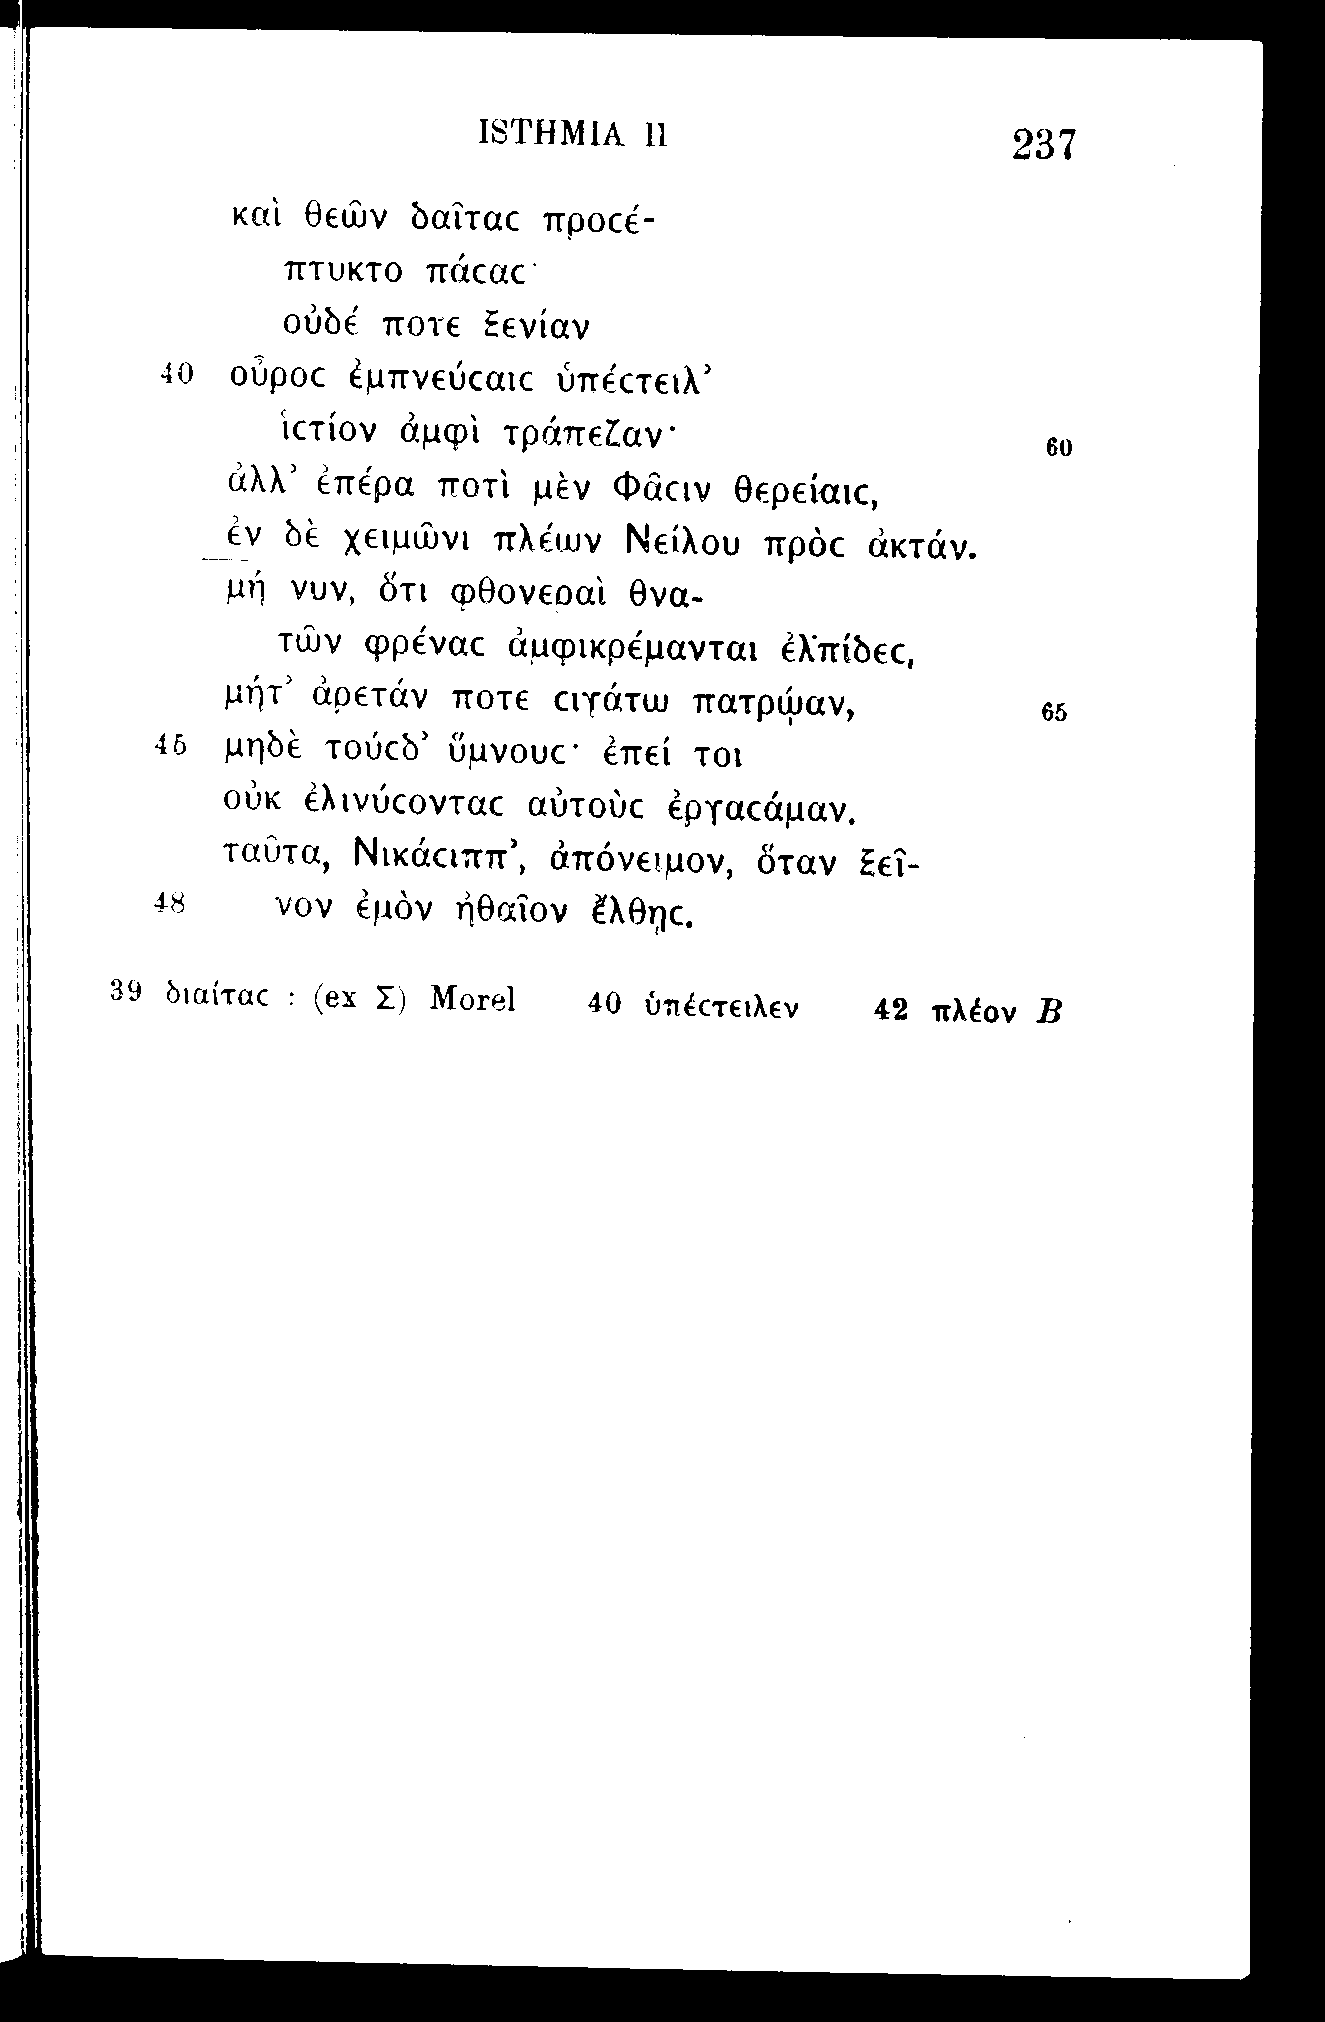 ISTHMIA II 237
καὶ θεῶν δαῖτας προςέ-
πτυκτο πάςας·
οὐδέ ποτε ξενίαν
40 οὖρος ἐμπνεύςαις ὑπέςτειλ’
ἱςτίον ἀμφὶ τράπεζαν· 60
ἀλλ’ ἐπέρα ποτὶ μὲν Φᾶςιν θερείαις,
ἐν δὲ χειμῶνι πλέων Νείλου πρὸς ἀκτάν.
μή νυν, ὅτι φθονεραὶ θνα-
τῶν φρένας ἀμφικρέμανται ἐλπίδες,
μήτ’ ἀρετάν ποτε ςιγάτω πατρῴαν, 65
45 μηδὲ τούςδ’ ὕμνους· ἐπεί τοι
οὐκ ἐλινύςοντας αὐτοὺς ἐργαςάμαν.
ταῦτα, Νικάςιππ’, ἀπόνειμον, ὅταν ξεῖ-
48 νον ἐμὸν ἠθαῖον ἔλθῃς.
39 διαίτας : (ex Σ) Morel 40 ὑπέςτειλεν 42 πλέον B